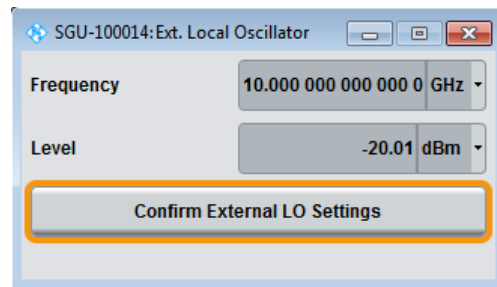 SGU-100014: Ext. Local Oscillator
Frequency 10.000 000 000 000 0 GHz
Level -20.01 dBm
Confirm External LO Settings